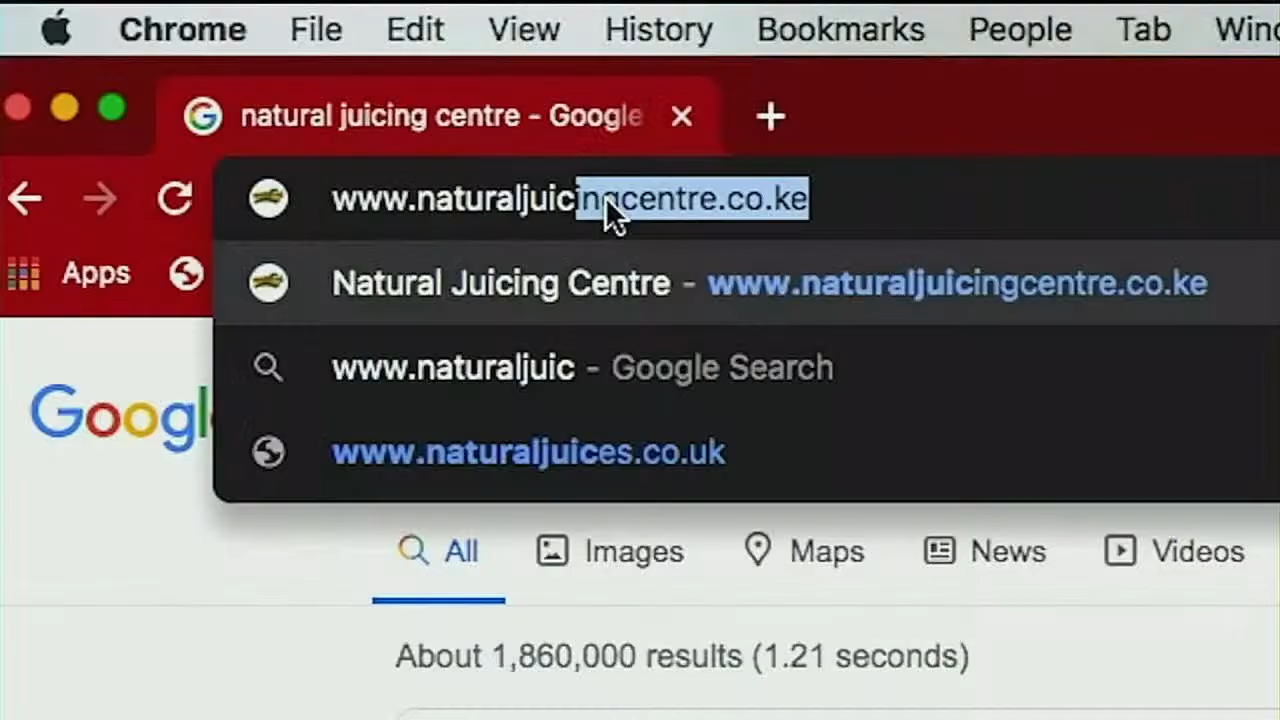 Chrome File Edit View History Bookmarks People Tab
natural juicing centre - Google
www.naturaljuicingcentre.co.ke
Apps
Natural Juicing Centre - www.naturaljuicingcentre.co.ke
www.naturaljuic - Google Search
Googl
www.naturaljuices.co.uk
All Images Maps News Videos
About 1,860,000 results (1.21 seconds)